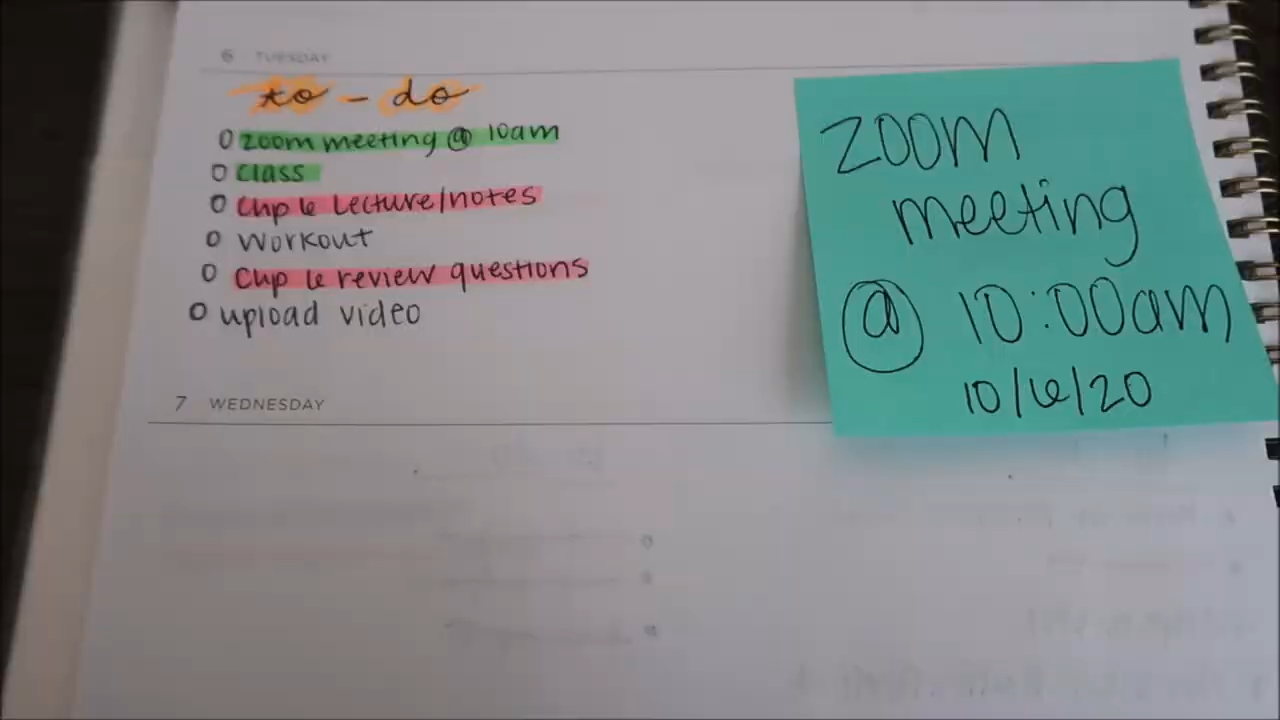 6 TUESDAY
to-do
zoom meeting @ 10am
class
Chp 6 Lecture/notes
Workout
Chp 6 review questions
upload video
7 WEDNESDAY
zoom
meeting
@ 10:00am
10/6/20